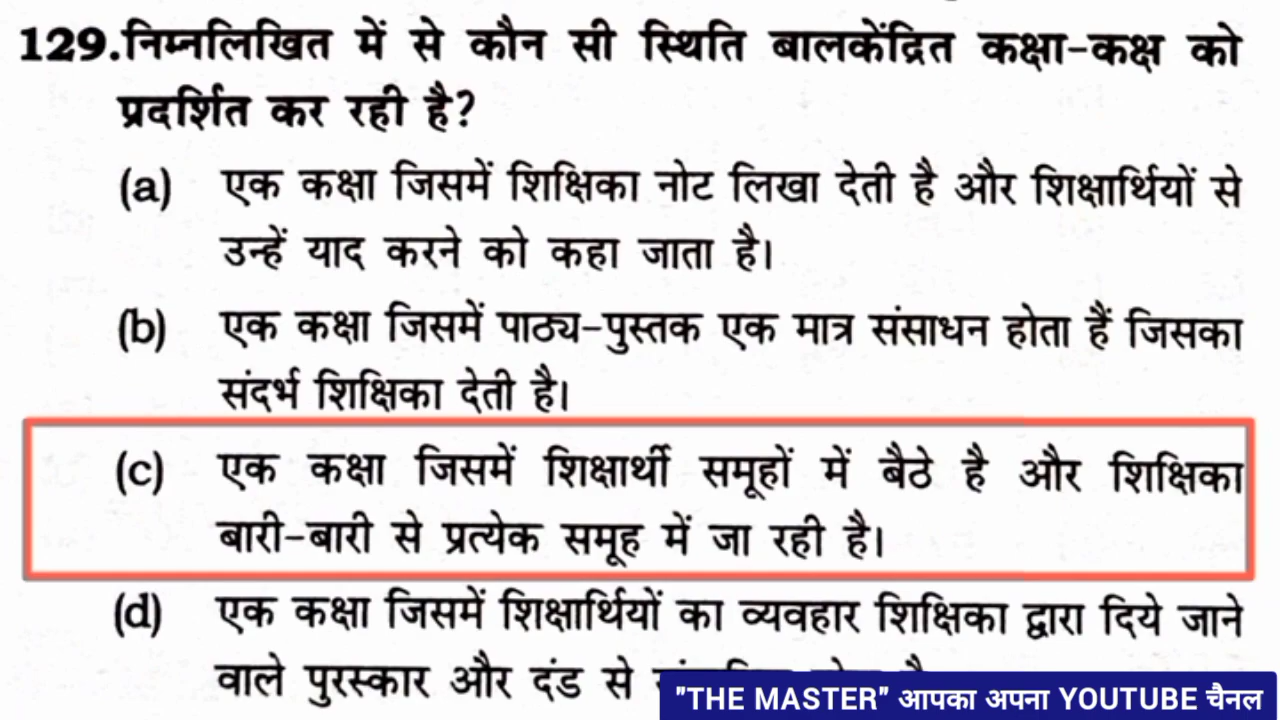 129.निम्नलिखित में से कौन सी स्थिति बालकेंद्रित कक्षा-कक्ष को
प्रदर्शित कर रही है?
(a) एक कक्षा जिसमें शिक्षिका नोट लिखा देती है और शिक्षार्थियों से
उन्हें याद करने को कहा जाता है।
(b) एक कक्षा जिसमें पाठ्य-पुस्तक एक मात्र संसाधन होता हैं जिसका
संदर्भ शिक्षिका देती है।
(c) एक कक्षा जिसमें शिक्षार्थी समूहों में बैठे है और शिक्षिका
बारी-बारी से प्रत्येक समूह में जा रही है।
(d) एक कक्षा जिसमें शिक्षार्थियों का व्यवहार शिक्षिका द्वारा दिये जाने
वाले पुरस्कार और दंड से
"THE MASTER" आपका अपना YOUTUBE चैनल